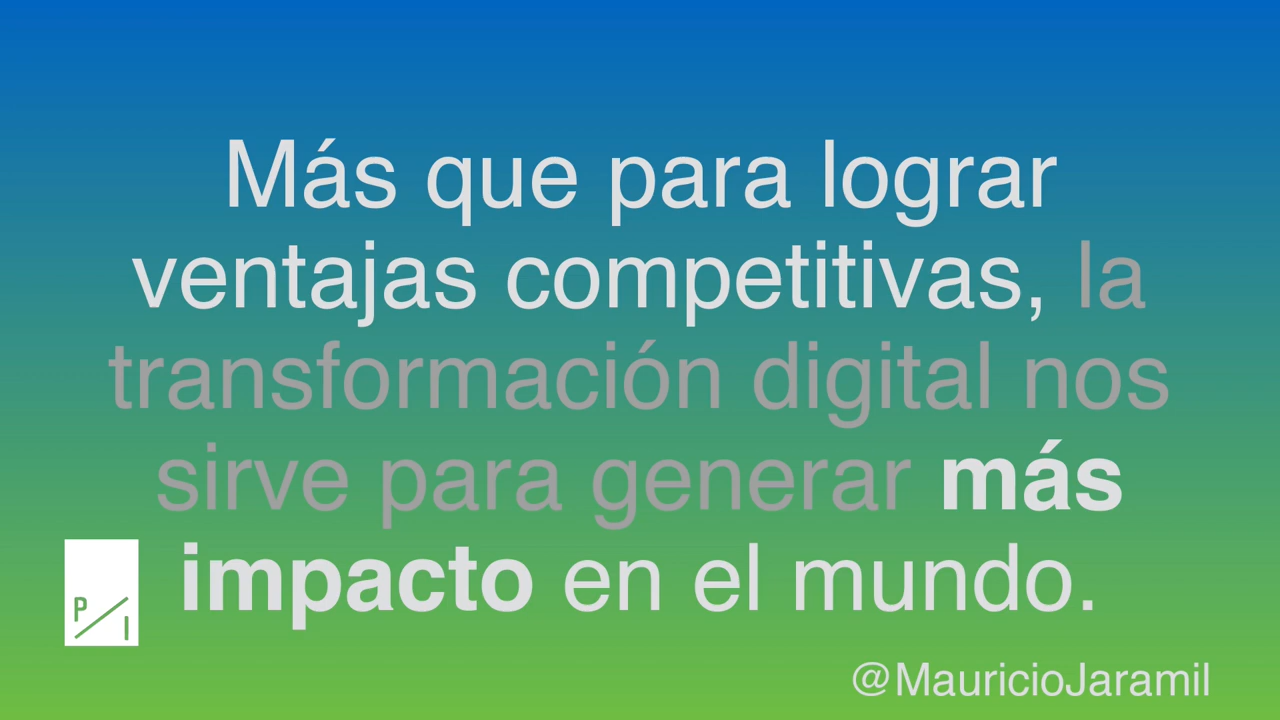 Más que para lograr
ventajas competitivas, la
transformación digital nos
sirve para generar más
impacto en el mundo.
P/I
@MauricioJaramil